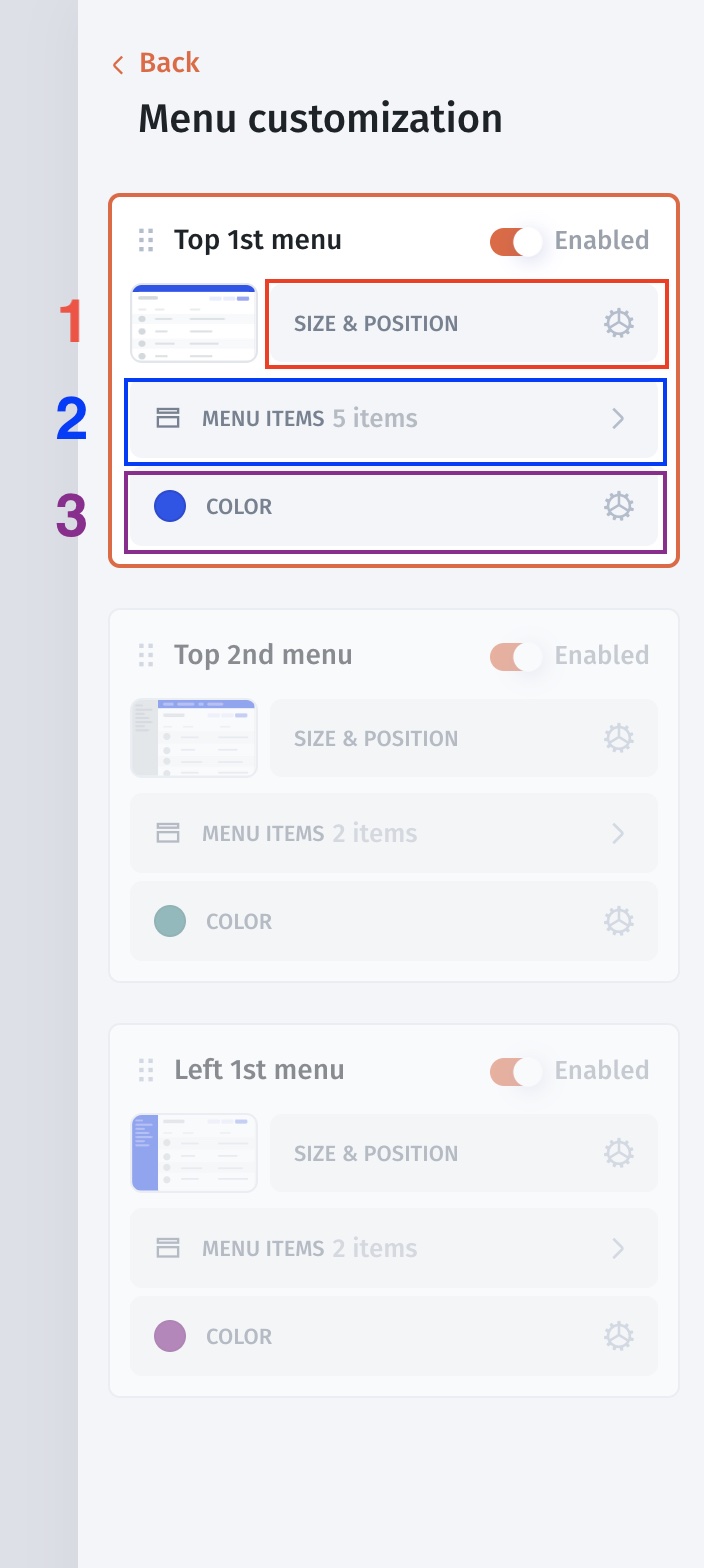 Back
Menu customization
Top 1st menu Enabled
1 SIZE & POSITION
2 MENU ITEMS 5 items
3 COLOR
Top 2nd menu Enabled
SIZE & POSITION
MENU ITEMS 2 items
COLOR
Left 1st menu Enabled
SIZE & POSITION
MENU ITEMS 2 items
COLOR